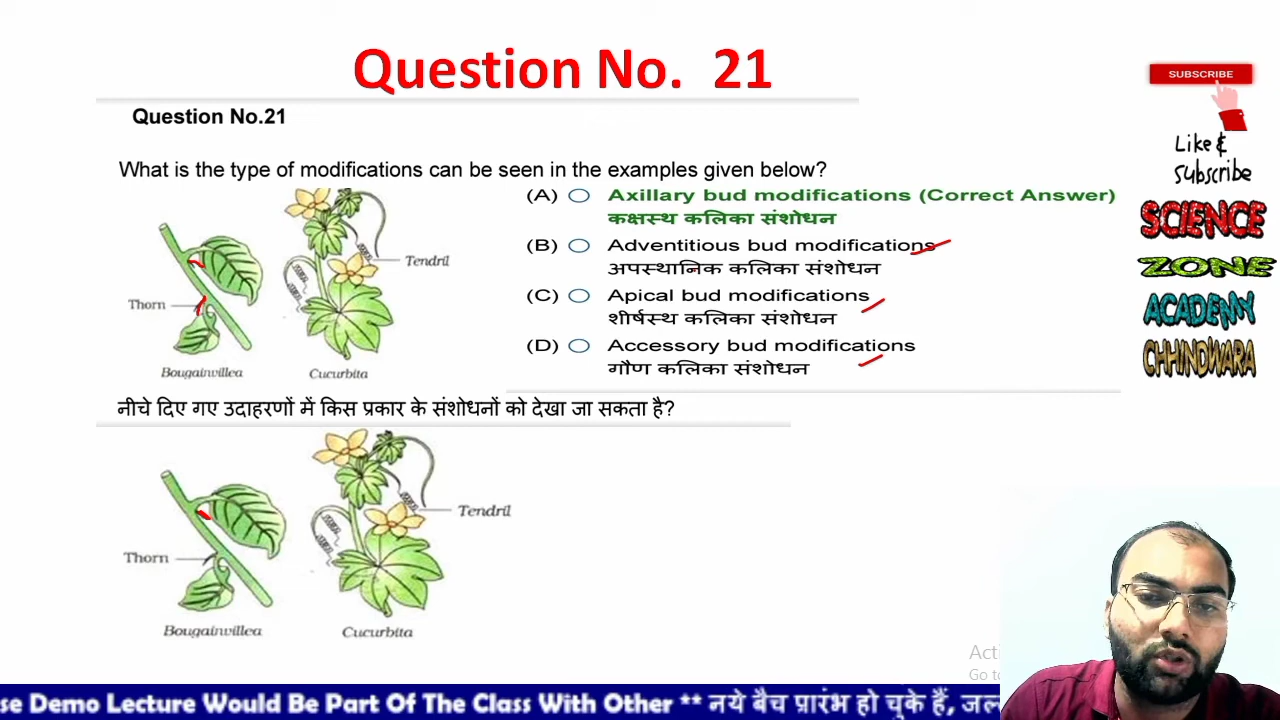 Question No. 21
SUBSCRIBE
Question No.21
Like &
Subscribe
What is the type of modifications can be seen in the examples given below?
(A) Axillary bud modifications (Correct Answer)
कक्षस्थ कलिका संशोधन
(B) Adventitious bud modifications
अपस्थानिक कलिका संशोधन
(C) Apical bud modifications
शीर्षस्थ कलिका संशोधन
(D) Accessory bud modifications
गौण कलिका संशोधन
Tendril
Thorn
Bougainvillea
Cucurbita
SCIENCE
ZONE
ACADEMY
CHHINDWARA
नीचे दिए गए उदाहरणों में किस प्रकार के संशोधनों को देखा जा सकता है?
Tendril
Thorn
Bougainvillea
Cucurbita
Acti
Go to
se Demo Lecture Would Be Part Of The Class With Other ** नये बैच प्रारंभ हो चुके हैं,